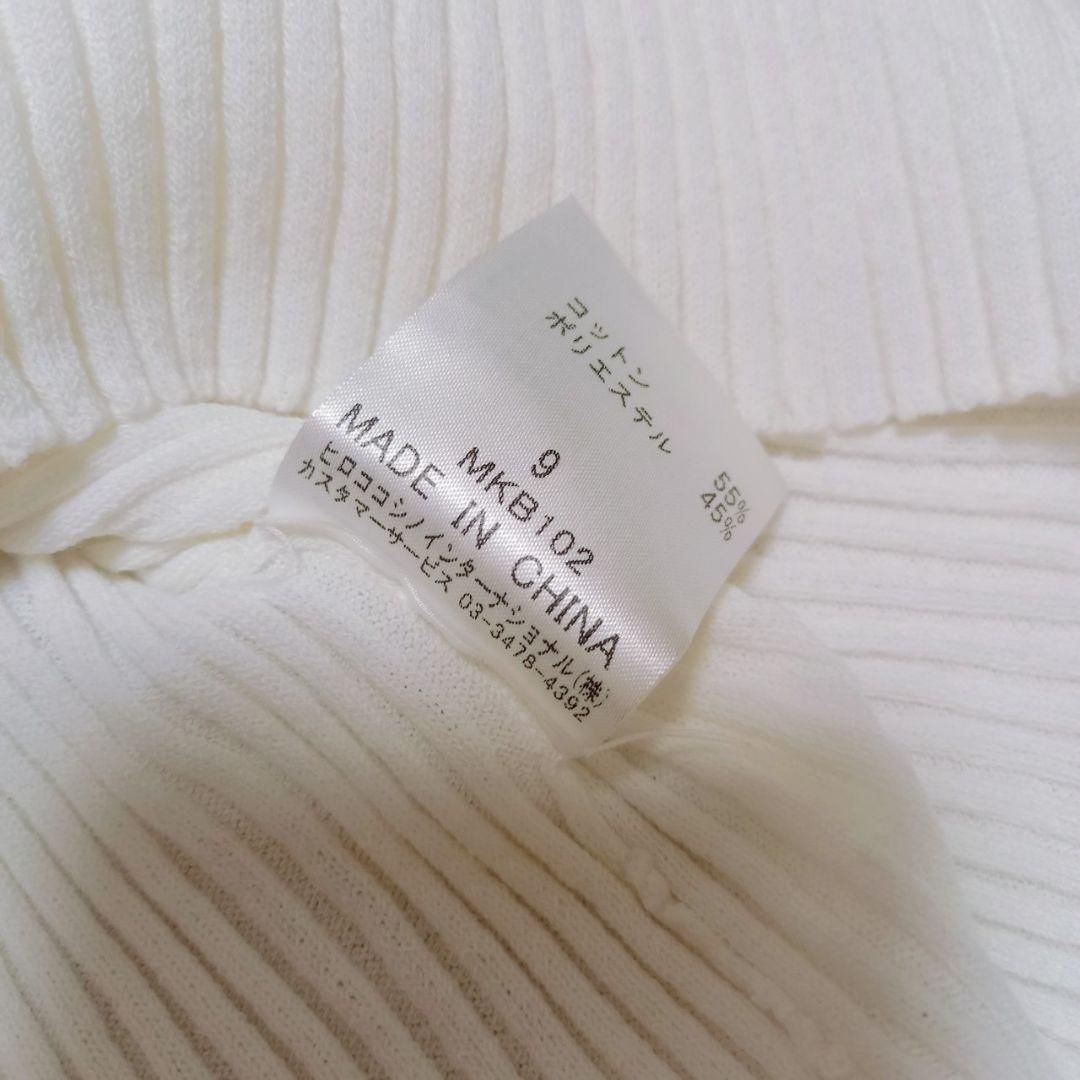 コットン 55%
ポリエステル 45%
9
MKB102
MADE IN CHINA
ヒロココシノインターナショナル(株)
カスタマーサービス 03-3478-4392